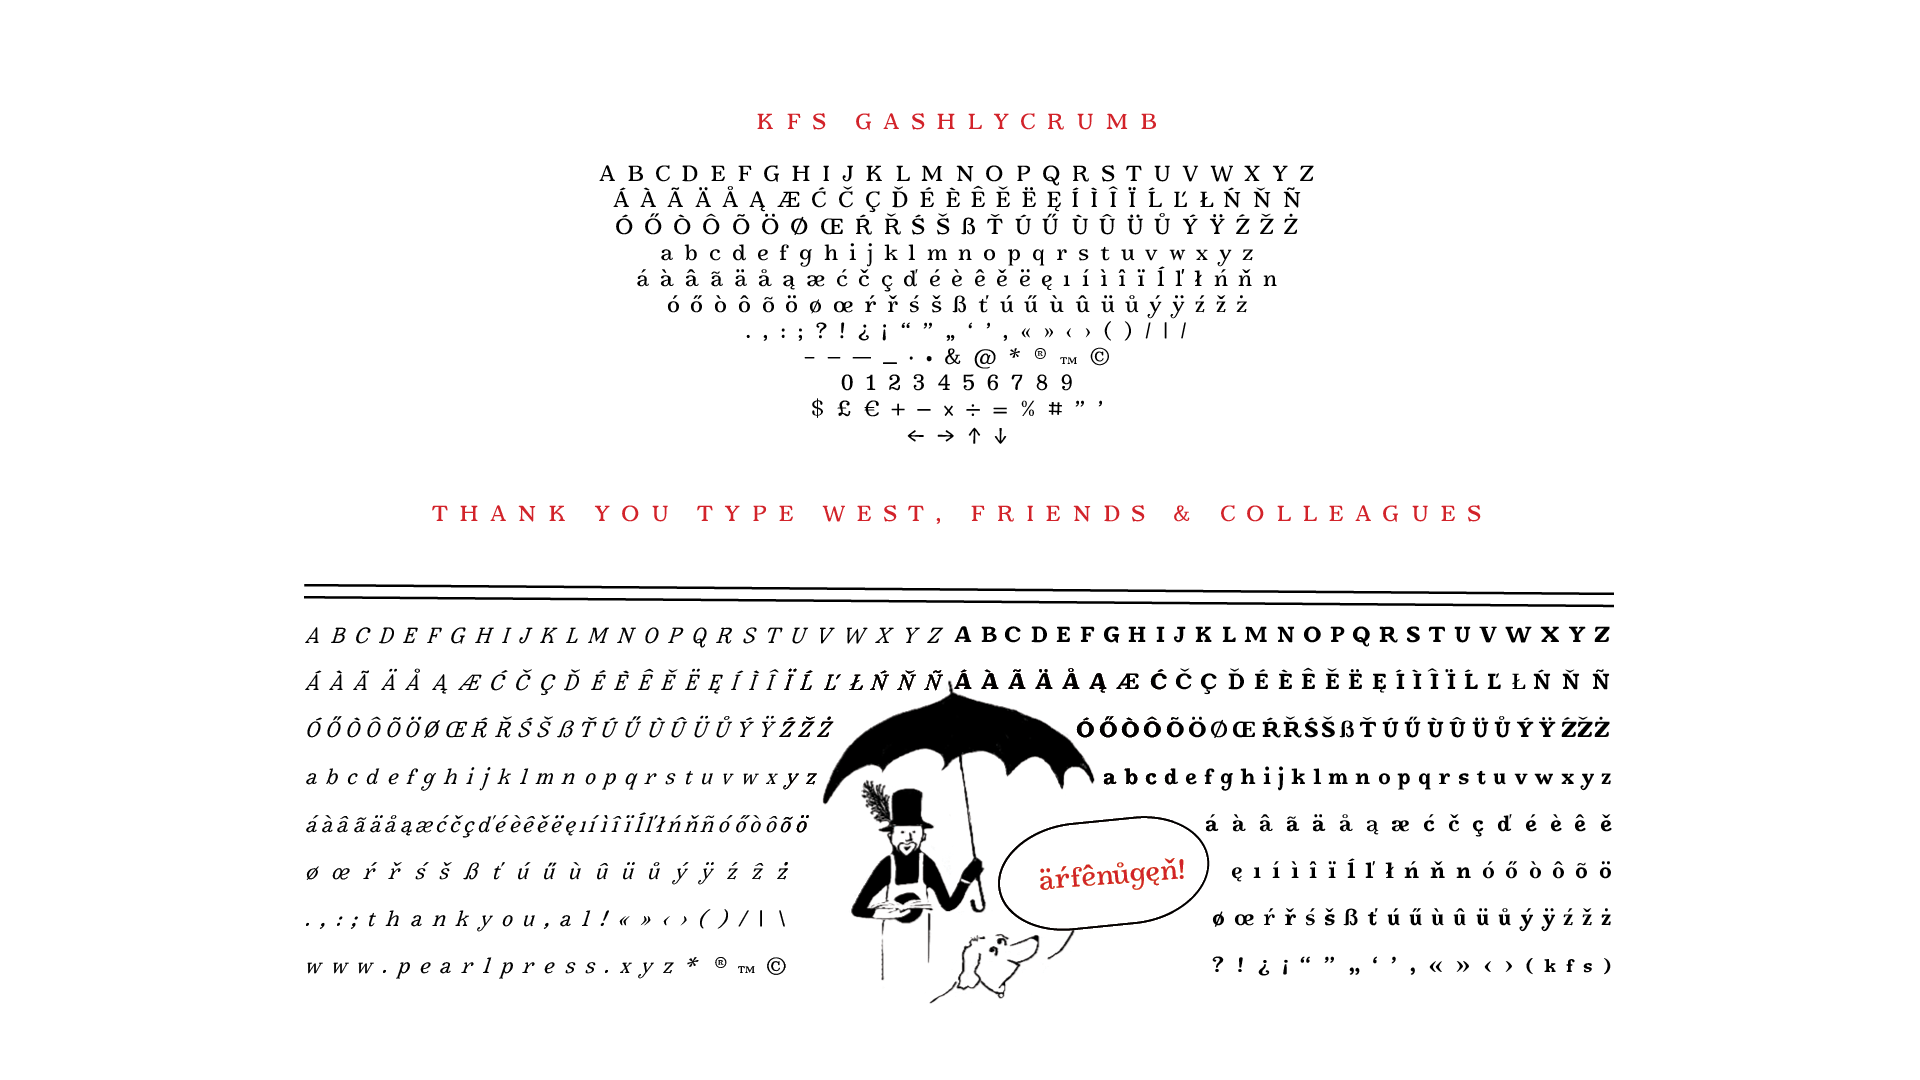 KFS GASHLYCRUMB
A B C D E F G H I J K L M N O P Q R S T U V W X Y Z
Á À Ã Ä Å Ą Æ Ć Č Ç Ď É È Ê Ě Ë Ę Í Ì Î Ï Ĺ Ľ Ł Ń Ň Ñ
Ó Ő Ò Ô Õ Ö Ø Œ Ŕ Ř Ś Š ß Ť Ú Ű Ù Û Ü Ů Ý Ÿ Ź Ž Ż
a b c d e f g h i j k l m n o p q r s t u v w x y z
á à â ã ä å ą æ ć č ç ď é è ê ě ë ę ı í ì î ï ĺ ľ ł ń ň n
ó ő ò ô õ ö ø œ ŕ ř ś š ß ť ú ű ù û ü ů ý ÿ ź ž ż
. , : ; ? ! ¿ ¡ “ ” „ ‘ ’ , « » ‹ › ( ) / | /
- – — _ · • & @ * ® ™ ©
0 1 2 3 4 5 6 7 8 9
$ £ € + − × ÷ = % # ” ’
← → ↑ ↓
THANK YOU TYPE WEST, FRIENDS & COLLEAGUES
A B C D E F G H I J K L M N O P Q R S T U V W X Y Z A B C D E F G H I J K L M N O P Q R S T U V W X Y Z
Á À Ã Ä Å Ą Æ Ć Č Ç Ď É È Ê Ě Ë Ę Í Ì Î Ï Ĺ Ľ Ł Ń Ň Ñ Á À Ã Ä Å Ą Æ Ć Č Ç Ď É È Ê Ě Ë Ę Í Ì Î Ï Ĺ Ľ Ł Ń Ň Ñ
Ó Ő Ò Ô Õ Ö Ø Œ Ŕ Ř Ś Š ß Ť Ú Ű Ù Û Ü Ů Ý Ÿ Ź Ž Ż Ó Ő Ò Ô Õ Ö Ø Œ Ŕ Ř Ś Š ß Ť Ú Ű Ù Û Ü Ů Ý Ÿ Ź Ž Ż
a b c d e f g h i j k l m n o p q r s t u v w x y z a b c d e f g h i j k l m n o p q r s t u v w x y z
á à â ã ä å ą æ ć č ç ď é è ê ě ë ę ı í ì î ï ĺ ľ ł ń ň ñ ó ő ò ô õ ö á à â ã ä å ą æ ć č ç ď é è ê ě
äŕfênůgęň!
ø œ ŕ ř ś š ß ť ú ű ù û ü ů ý ÿ ź ẑ ż ę ı í ì î ï ĺ ľ ł ń ň n ó ő ò ô õ ö
. , : ; t h a n k y o u , a l ! « » ‹ › ( ) / | \ ø œ ŕ ř ś š ß ť ú ű ù û ü ů ý ÿ ź ž ż
w w w . p e a r l p r e s s . x y z * ® ™ © ? ! ¿ ¡ “ ” „ ‘ ’ , « » ‹ › ( k f s )